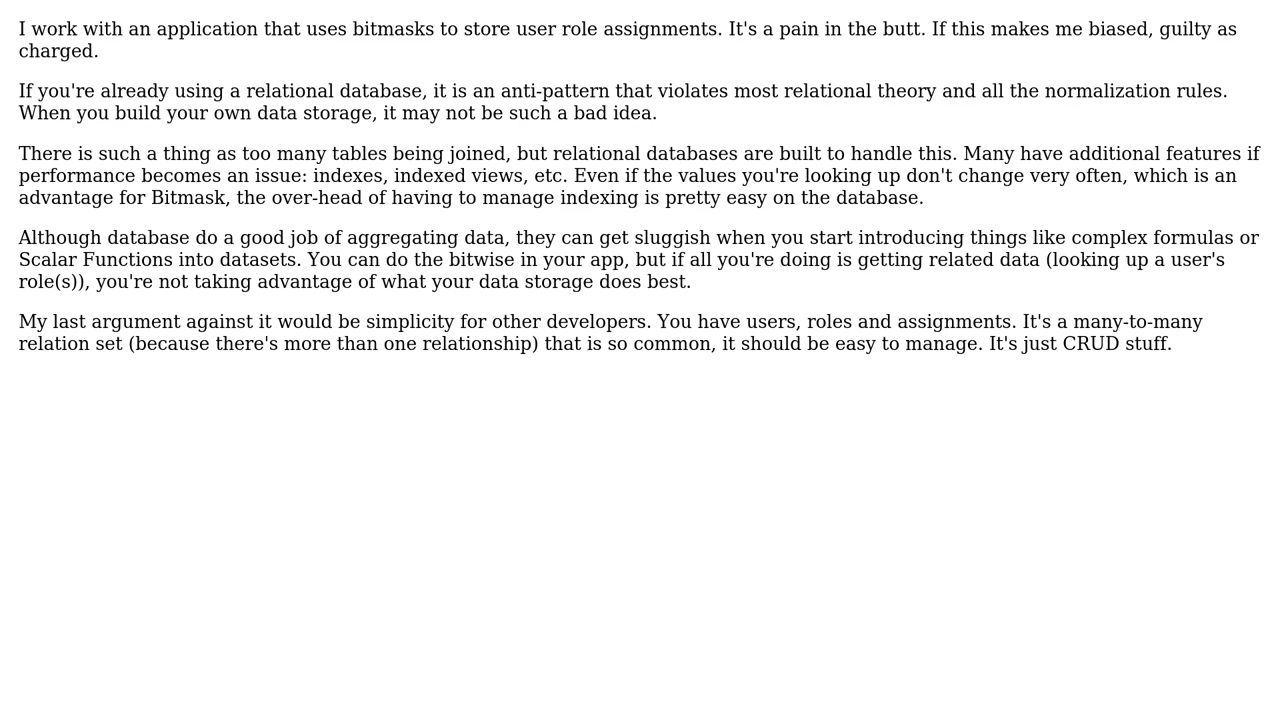 I work with an application that uses bitmasks to store user role assignments. It's a pain in the butt. If this makes me biased, guilty as
charged.
If you're already using a relational database, it is an anti-pattern that violates most relational theory and all the normalization rules.
When you build your own data storage, it may not be such a bad idea.
There is such a thing as too many tables being joined, but relational databases are built to handle this. Many have additional features if
performance becomes an issue: indexes, indexed views, etc. Even if the values you're looking up don't change very often, which is an
advantage for Bitmask, the over-head of having to manage indexing is pretty easy on the database.
Although database do a good job of aggregating data, they can get sluggish when you start introducing things like complex formulas or
Scalar Functions into datasets. You can do the bitwise in your app, but if all you're doing is getting related data (looking up a user's
role(s)), you're not taking advantage of what your data storage does best.
My last argument against it would be simplicity for other developers. You have users, roles and assignments. It's a many-to-many
relation set (because there's more than one relationship) that is so common, it should be easy to manage. It's just CRUD stuff.